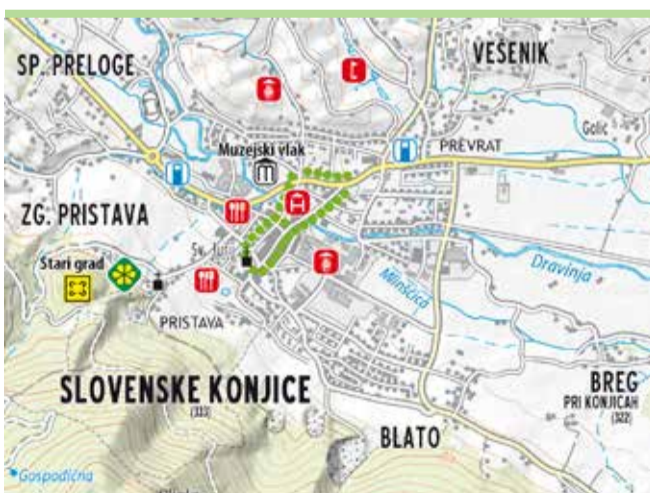 SP. PRELOGE
VEŠENIK
Golič
PREVRAT
Muzejski vlak
ZG. PRISTAVA
Sv. Jurij
Stari grad
Dravinja
Mlinščica
PRISTAVA
SLOVENSKE KONJICE
(333)
BREG
PRI KONJICAH
(322)
BLATO
Gospodična